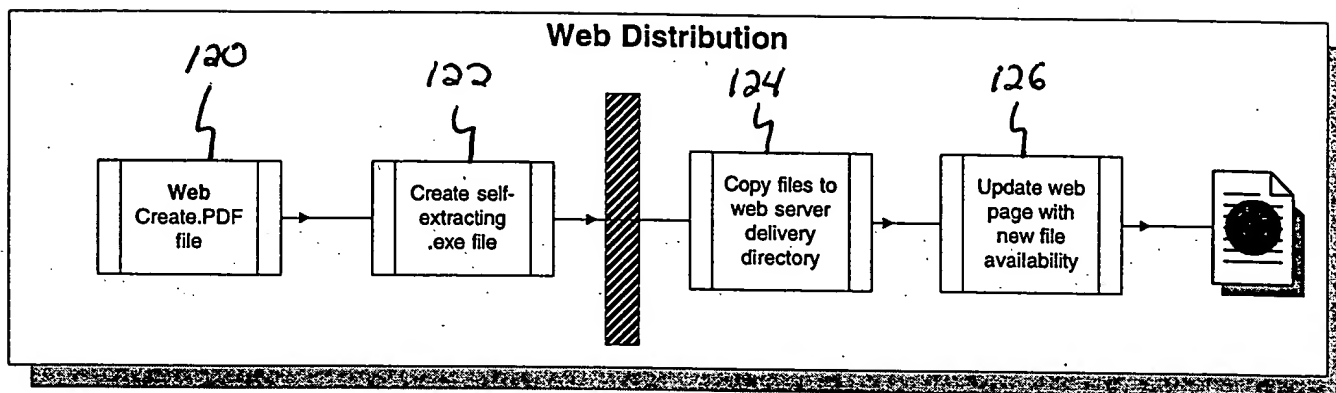 Web Distribution
120
122
124
126
Web
Create.PDF
file
Create self-
extracting
.exe file
Copy files to
web server
delivery
directory
Update web
page with
new file
availability